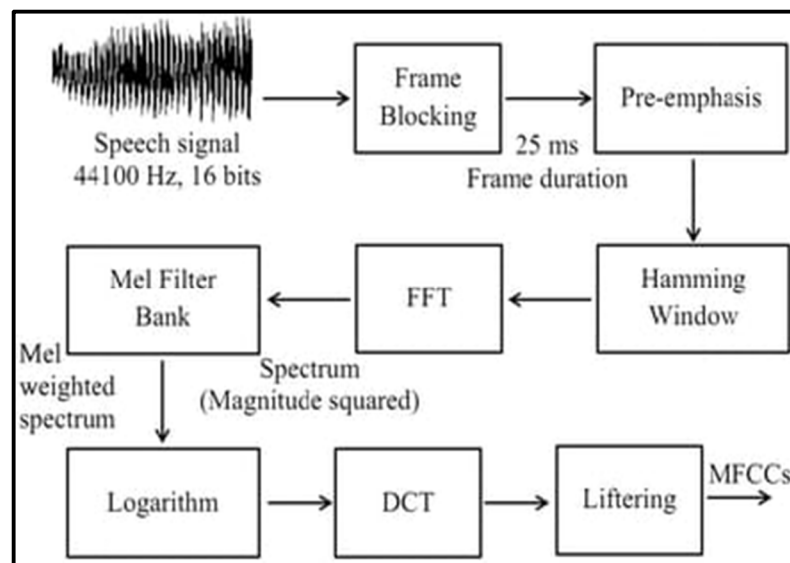 Speech signal
44100 Hz, 16 bits
Frame
Blocking
25 ms
Frame duration
Pre-emphasis
Hamming
Window
FFT
Spectrum
(Magnitude squared)
Mel Filter
Bank
Mel
weighted
spectrum
Logarithm
DCT
Liftering
MFCCs